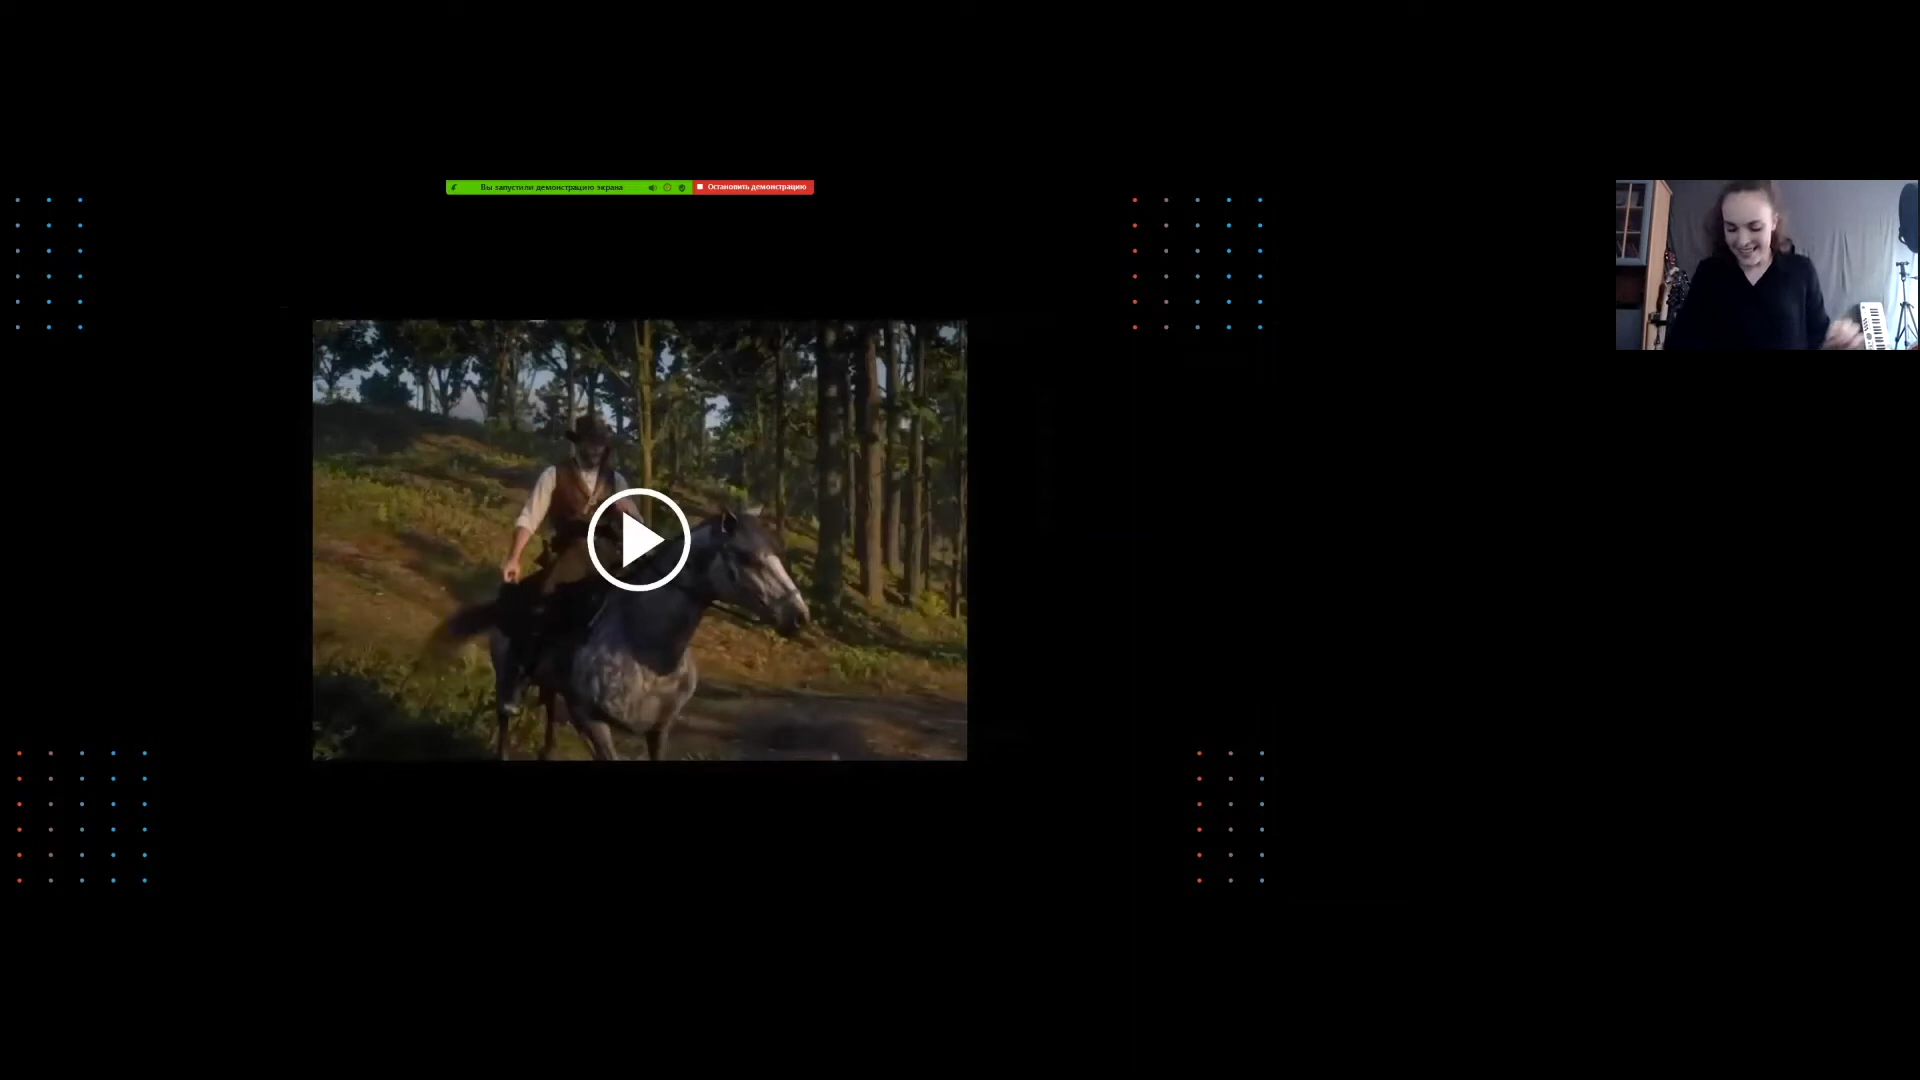 Вы запустили демонстрацию экрана
Остановить демонстрацию